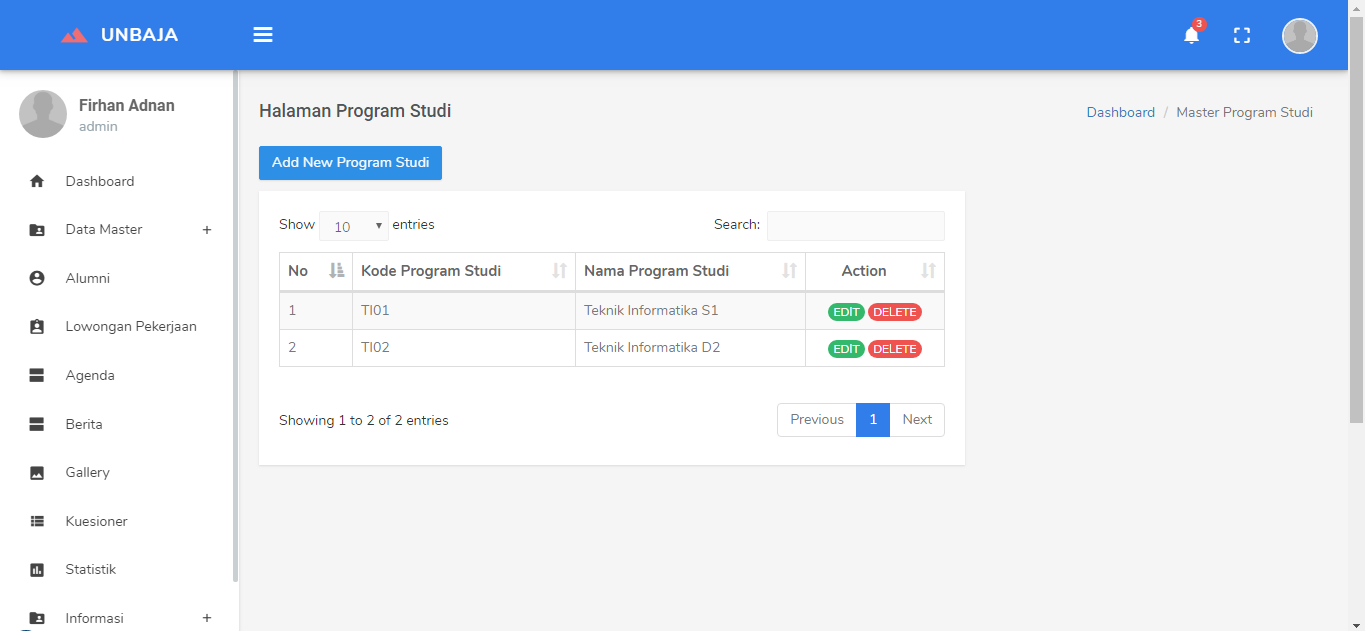 UNBAJA
3
Firhan Adnan
admin
Dashboard
Data Master +
Alumni
Lowongan Pekerjaan
Agenda
Berita
Gallery
Kuesioner
Statistik
Informasi +
Halaman Program Studi
Dashboard / Master Program Studi
Add New Program Studi
Show 10 entries
Search:
No Kode Program Studi Nama Program Studi Action
1 TI01 Teknik Informatika S1 EDIT DELETE
2 TI02 Teknik Informatika D2 EDIT DELETE
Showing 1 to 2 of 2 entries
Previous 1 Next